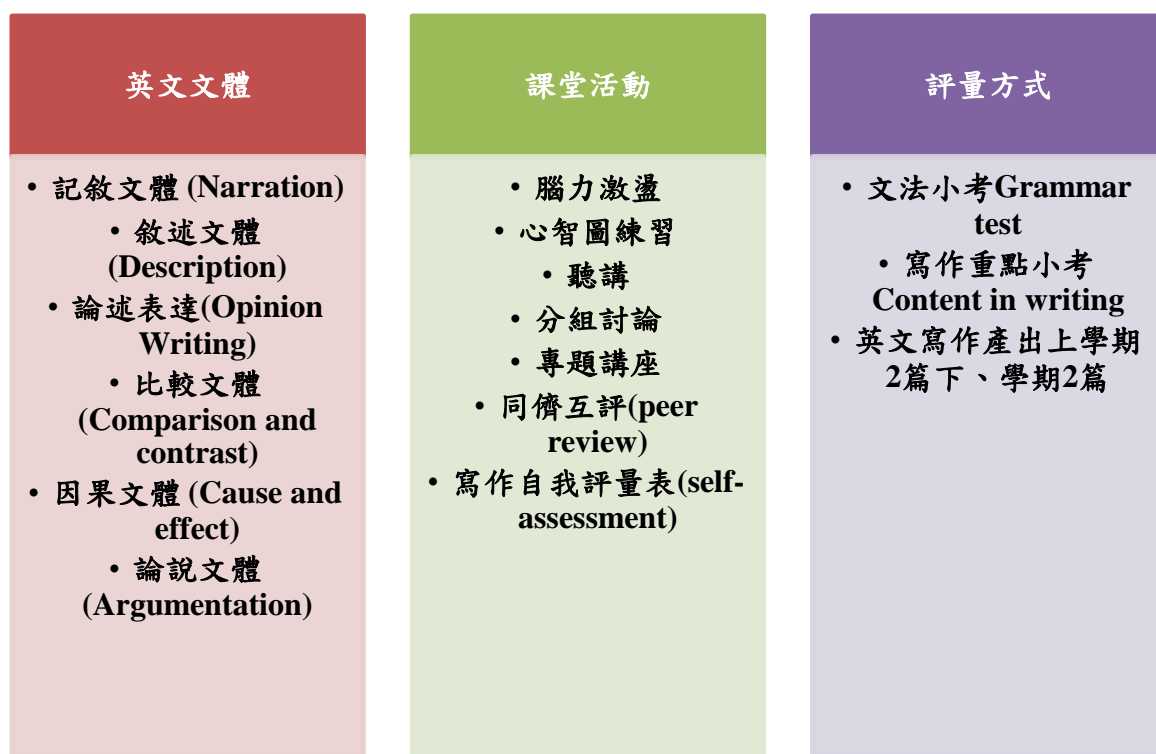 英文文體
• 記敘文體 (Narration)
• 敘述文體
(Description)
• 論述表達(Opinion
Writing)
• 比較文體
(Comparison and
contrast)
• 因果文體 (Cause and
effect)
• 論說文體
(Argumentation)
課堂活動
• 腦力激盪
• 心智圖練習
• 聽講
• 分組討論
• 專題講座
• 同儕互評(peer
review)
• 寫作自我評量表(self-
assessment)
評量方式
• 文法小考Grammar
test
• 寫作重點小考
Content in writing
• 英文寫作產出上學期
2篇下、學期2篇